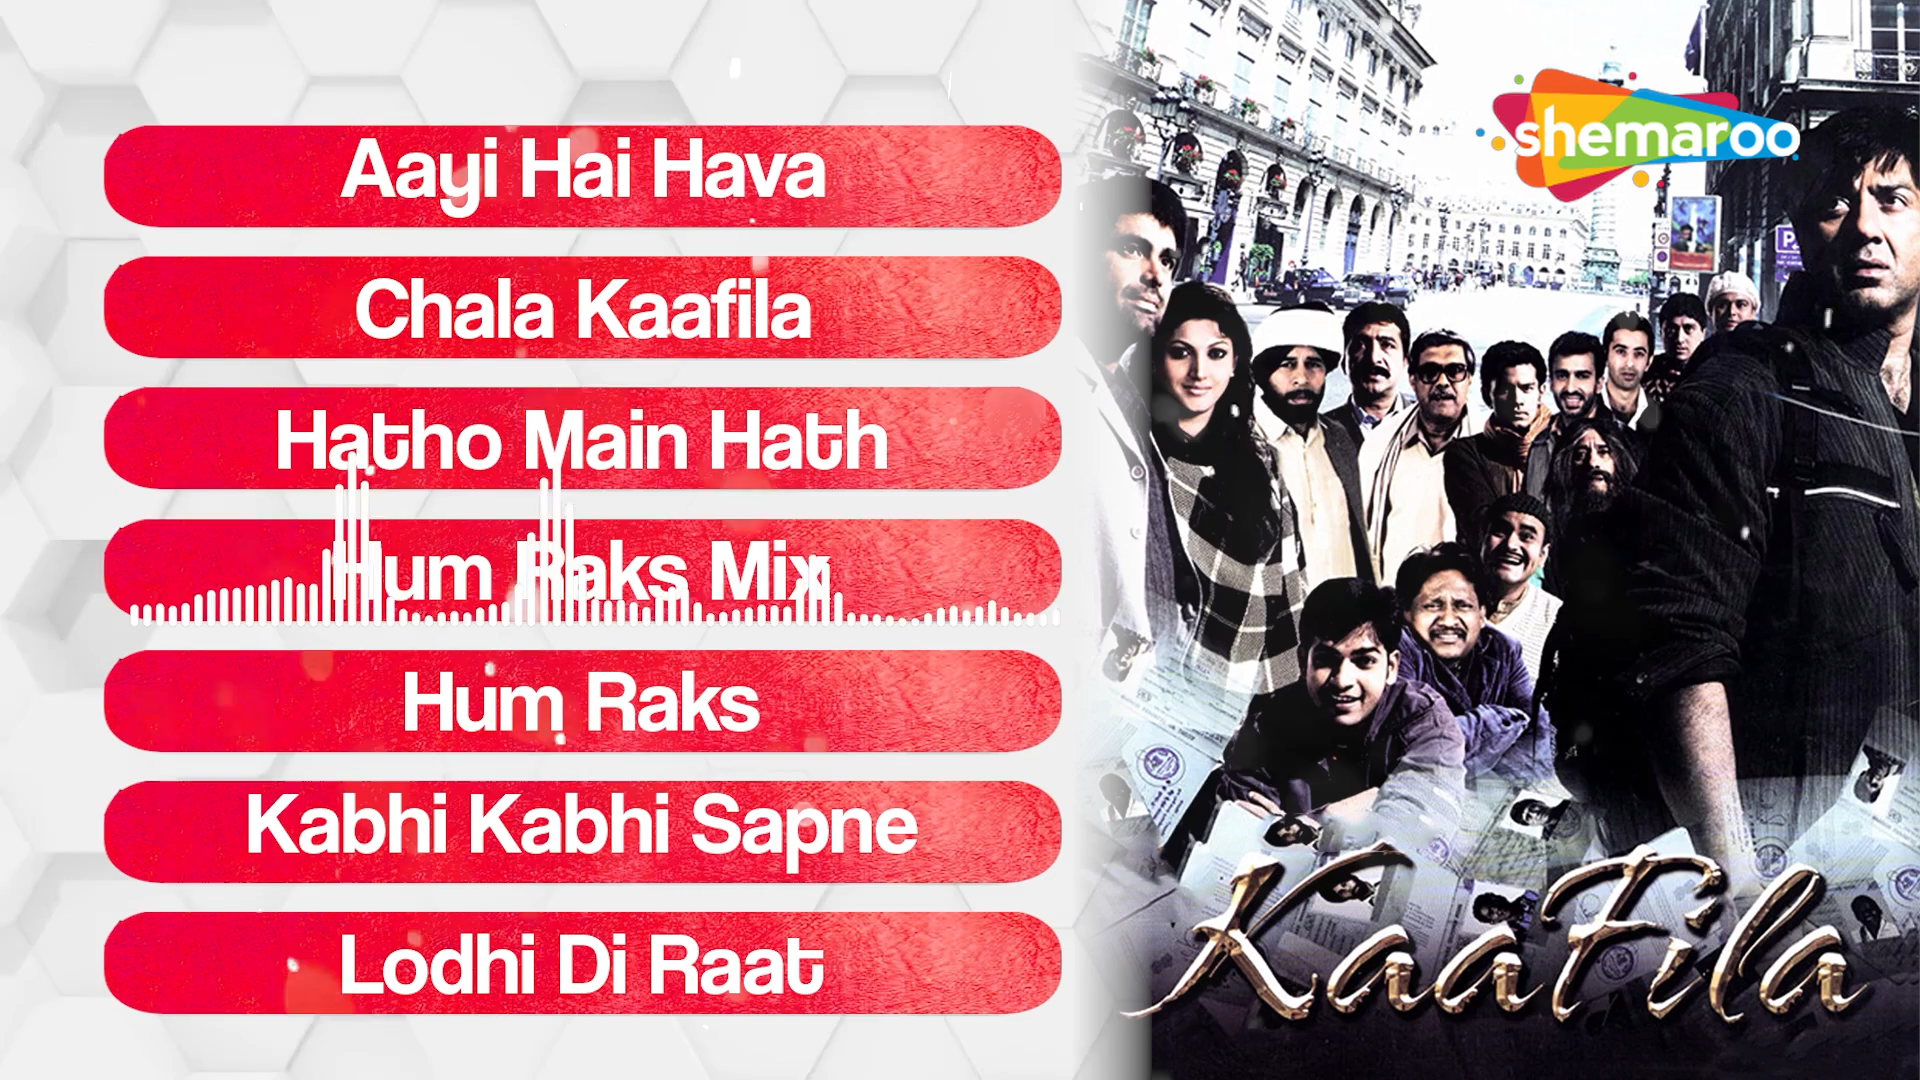 Aayi Hai Hava
Chala Kaafila
Hatho Main Hath
Hum Raks Mix
Hum Raks
Kabhi Kabhi Sapne
Lodhi Di Raat
shemaroo
KaaFila